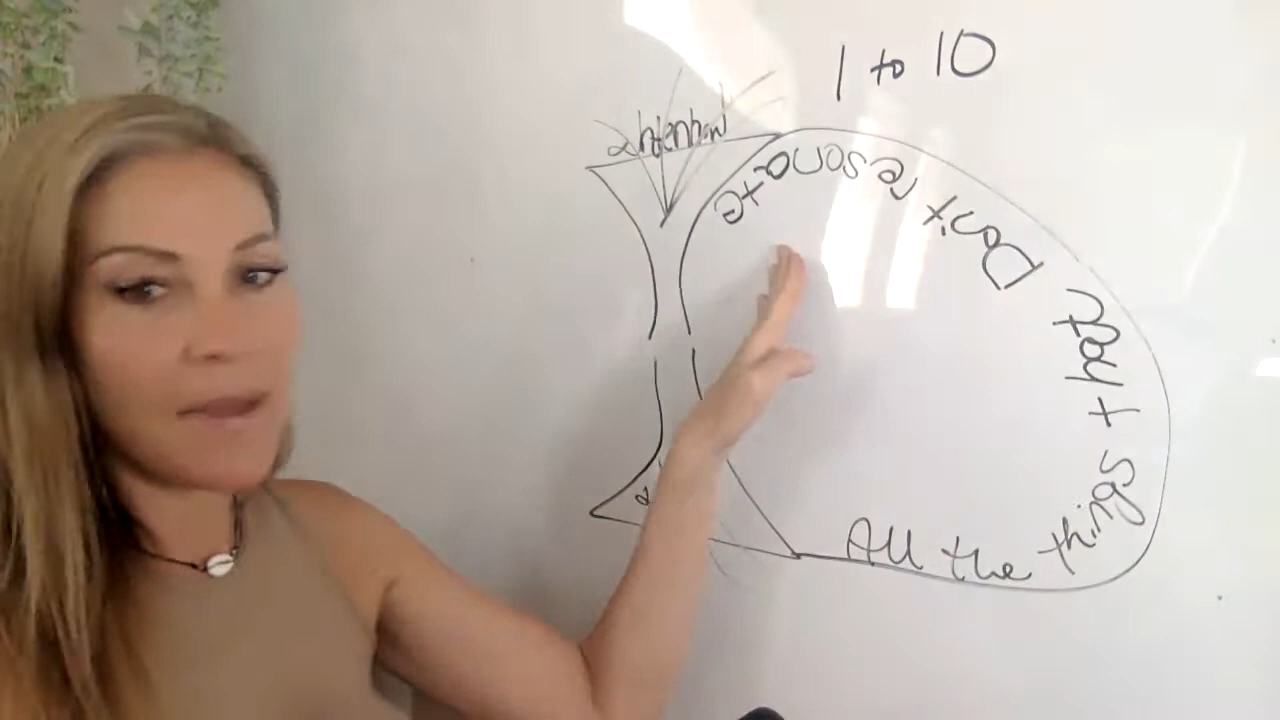 1 to 10
Intention
All the things that
Don't resonate